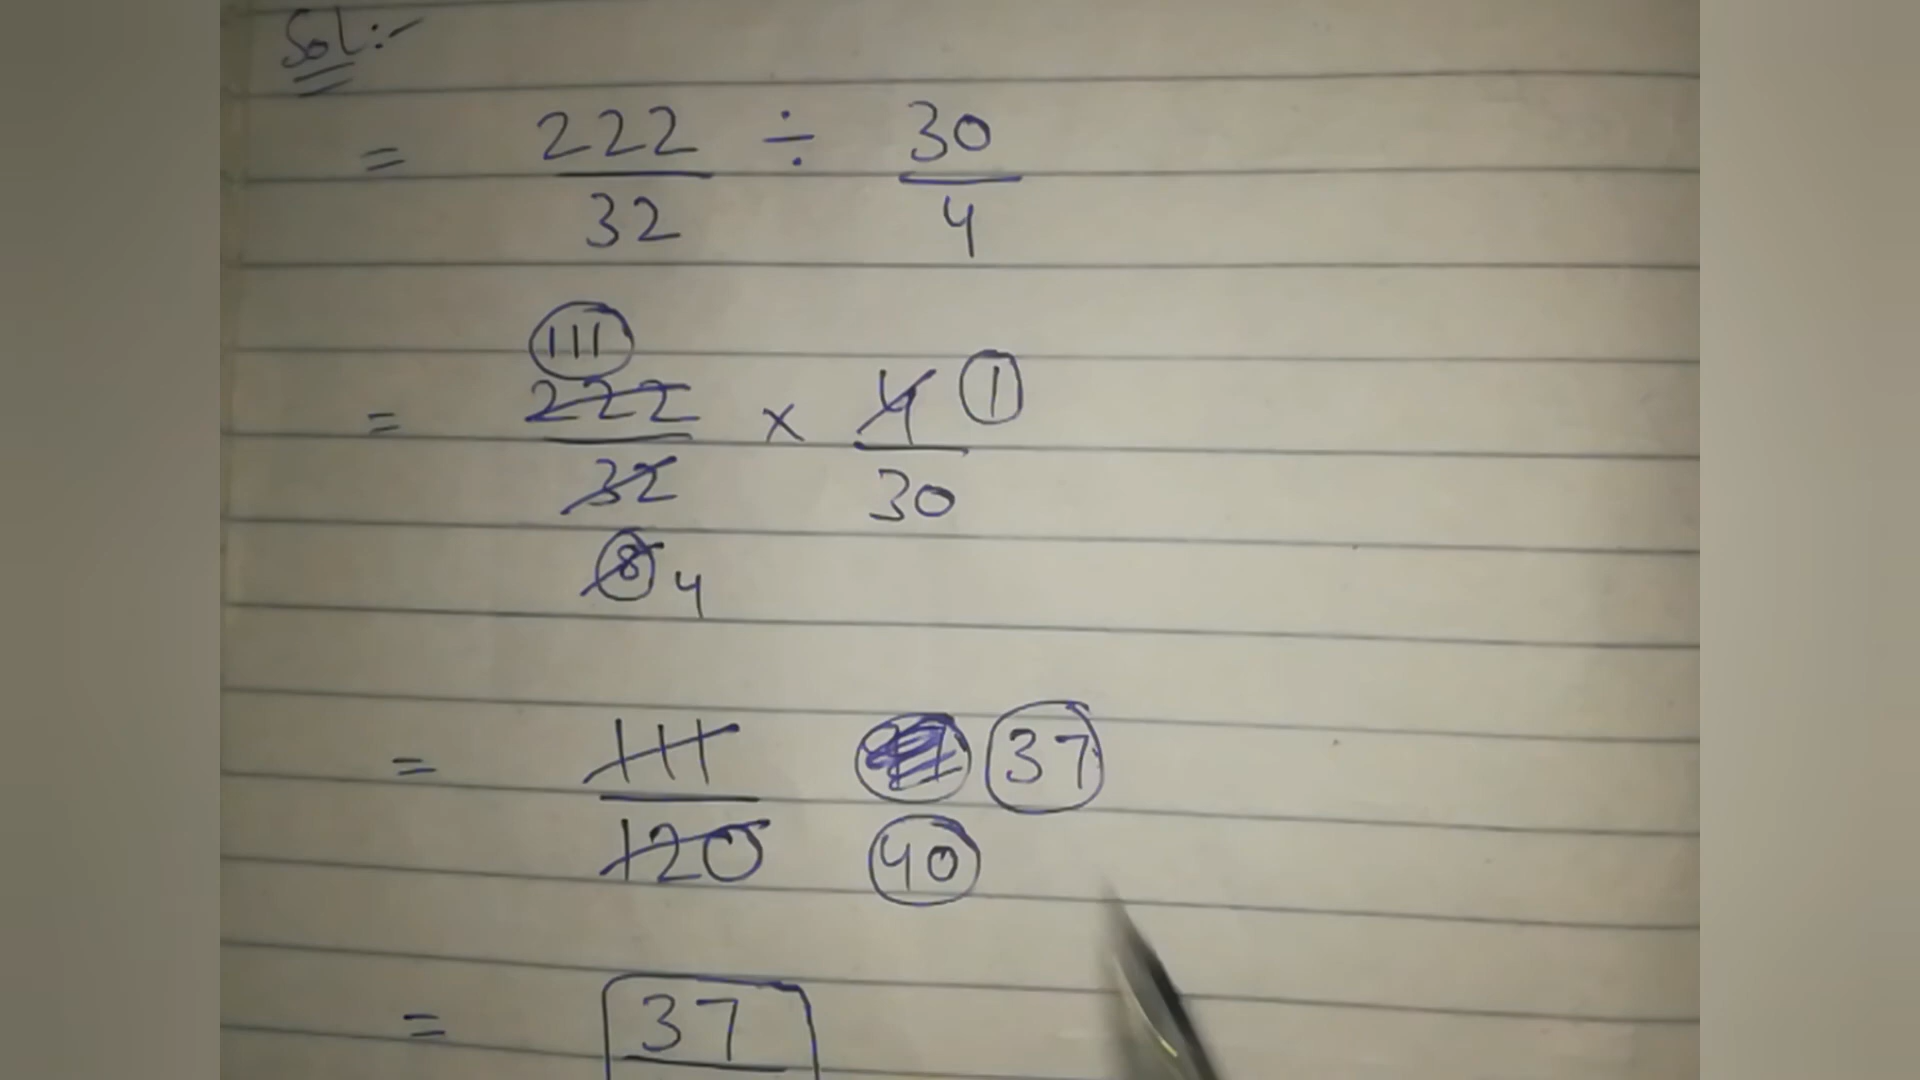 Sol:-
= 222/32 ÷ 30/4
111
= 222/32 × 4/30 1
8 4
= 111/120 37
40
= 37